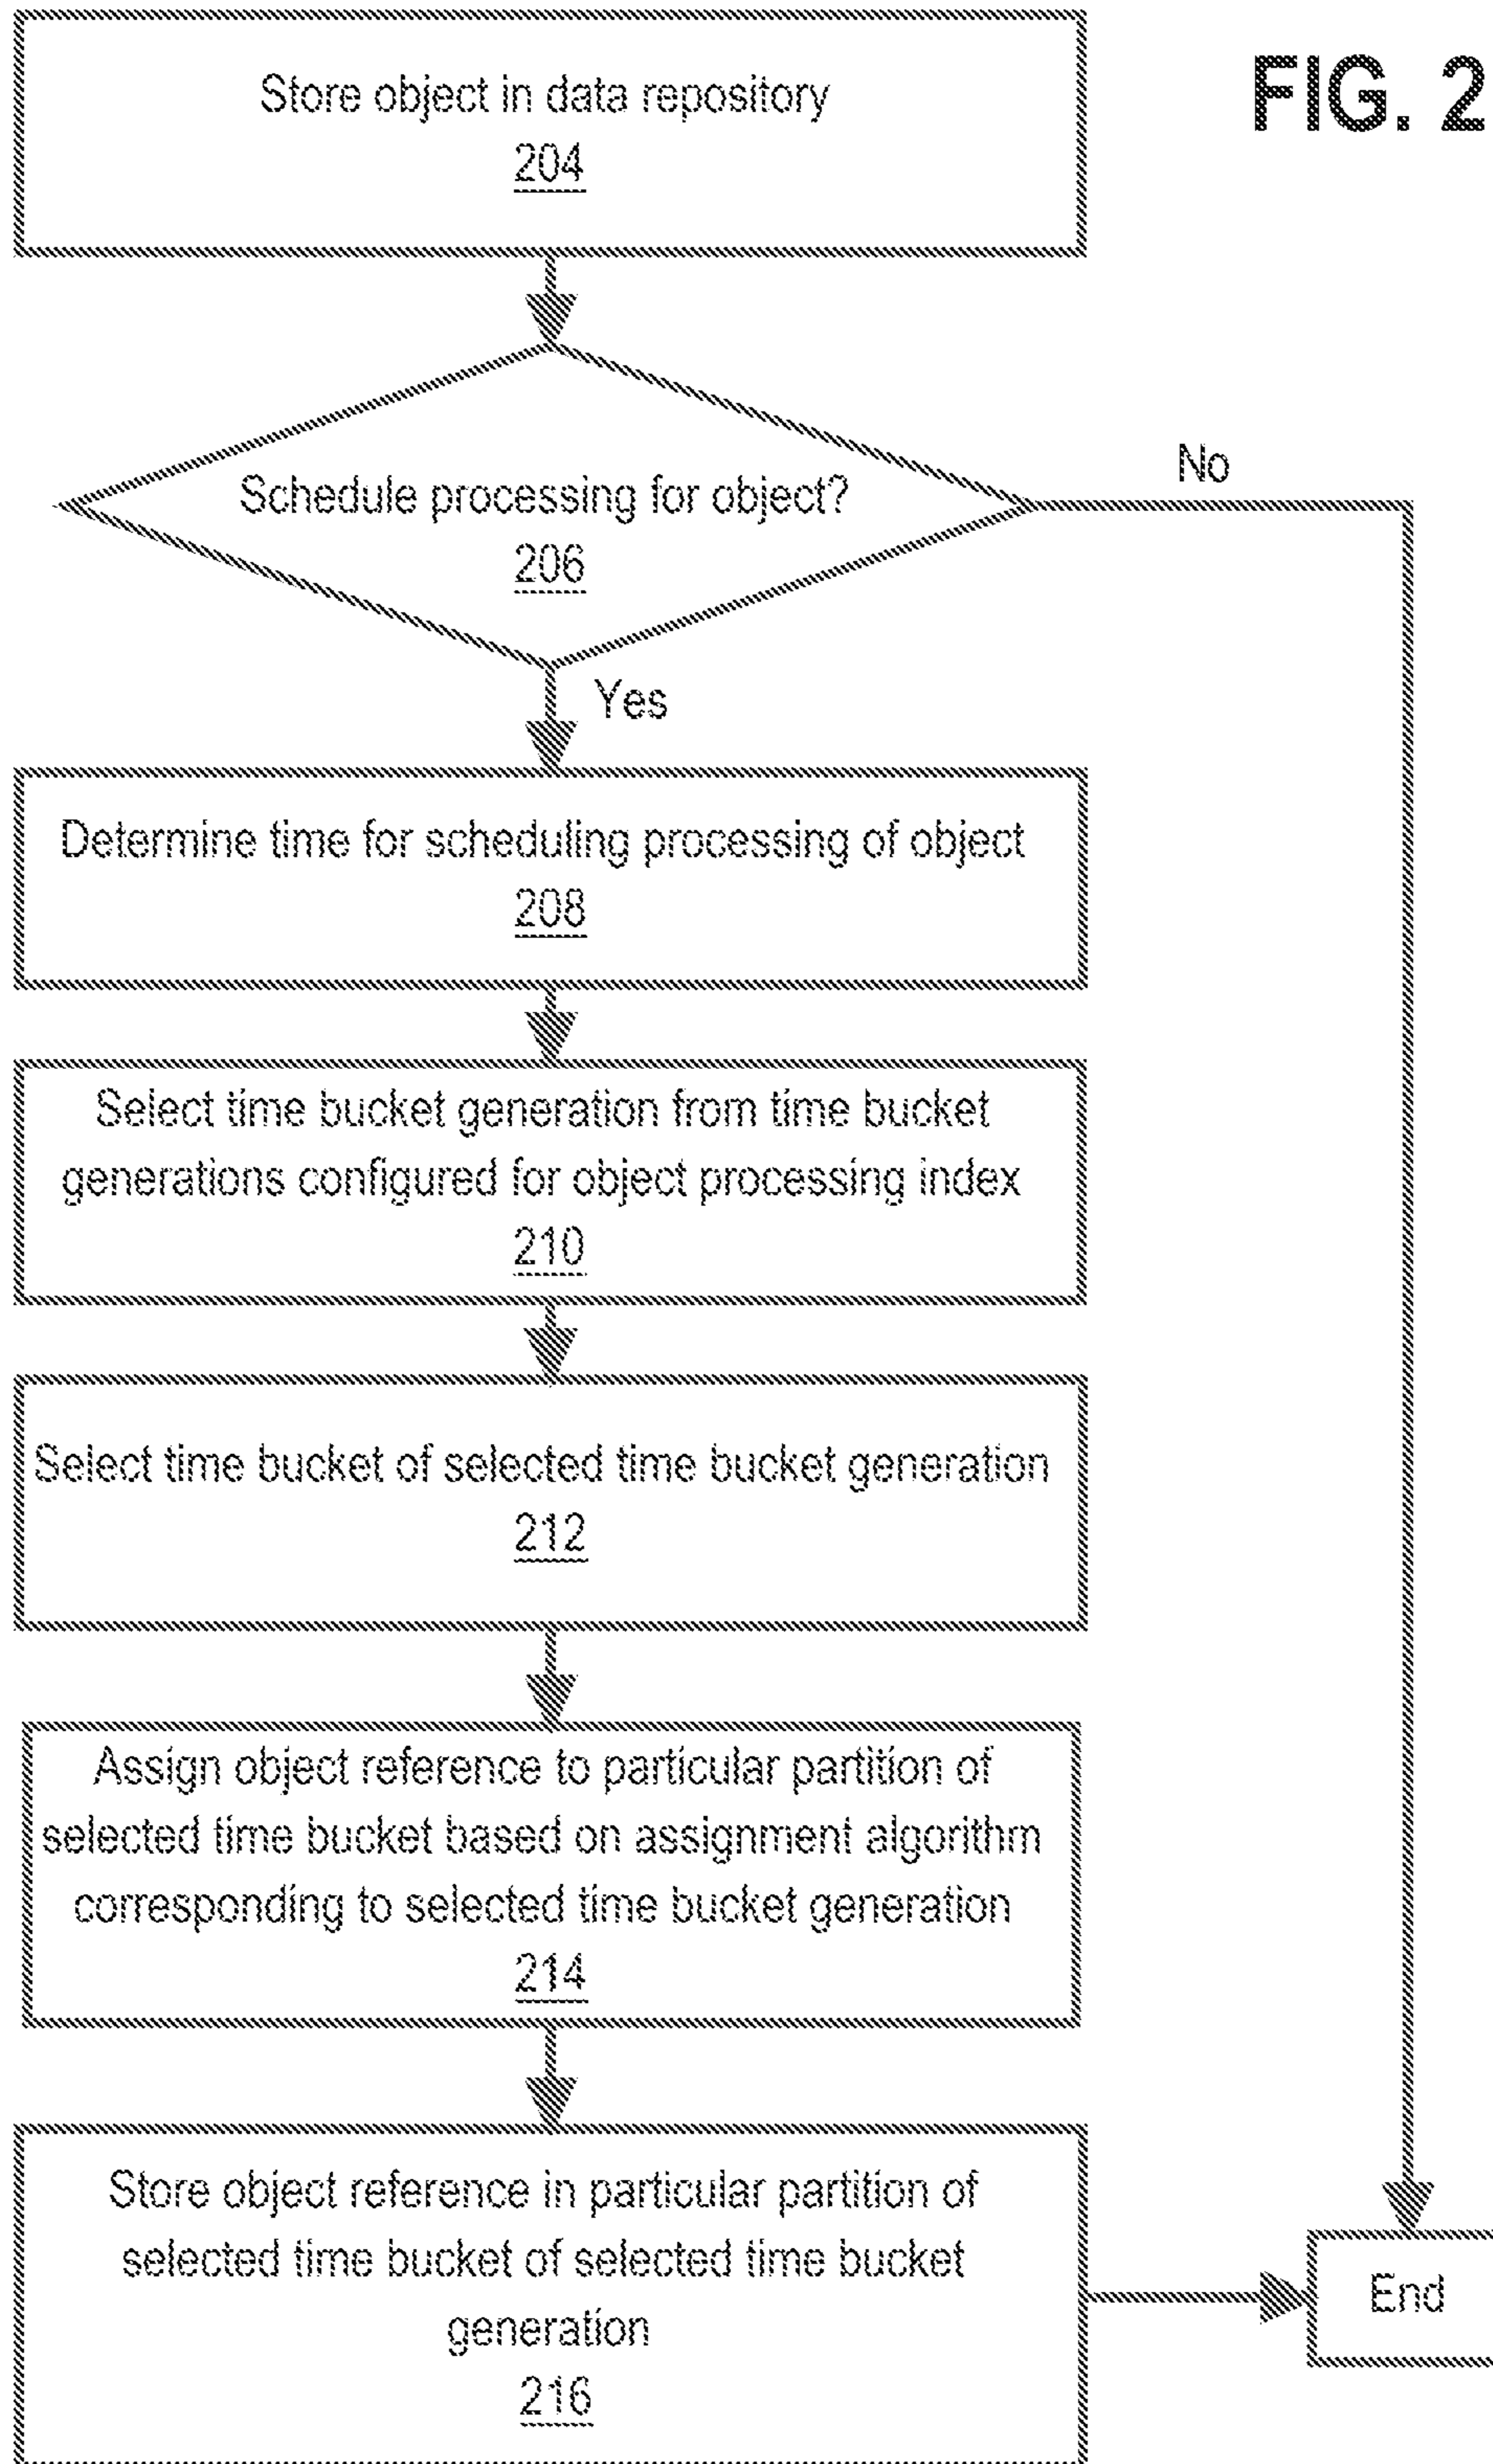 FIG. 2
Store object in data repository
204
Schedule processing for object?
206
No
Yes
Determine time for scheduling processing of object
208
Select time bucket generation from time bucket
generations configured for object processing index
210
Select time bucket of selected time bucket generation
212
Assign object reference to particular partition of
selected time bucket based on assignment algorithm
corresponding to selected time bucket generation
214
Store object reference in particular partition of
selected time bucket of selected time bucket
generation
216
End